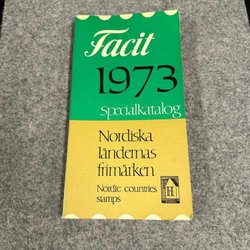 Facit
1973
Specialkatalog
Nordiska
ländernas
frimärken
Nordic countries
stamps
H